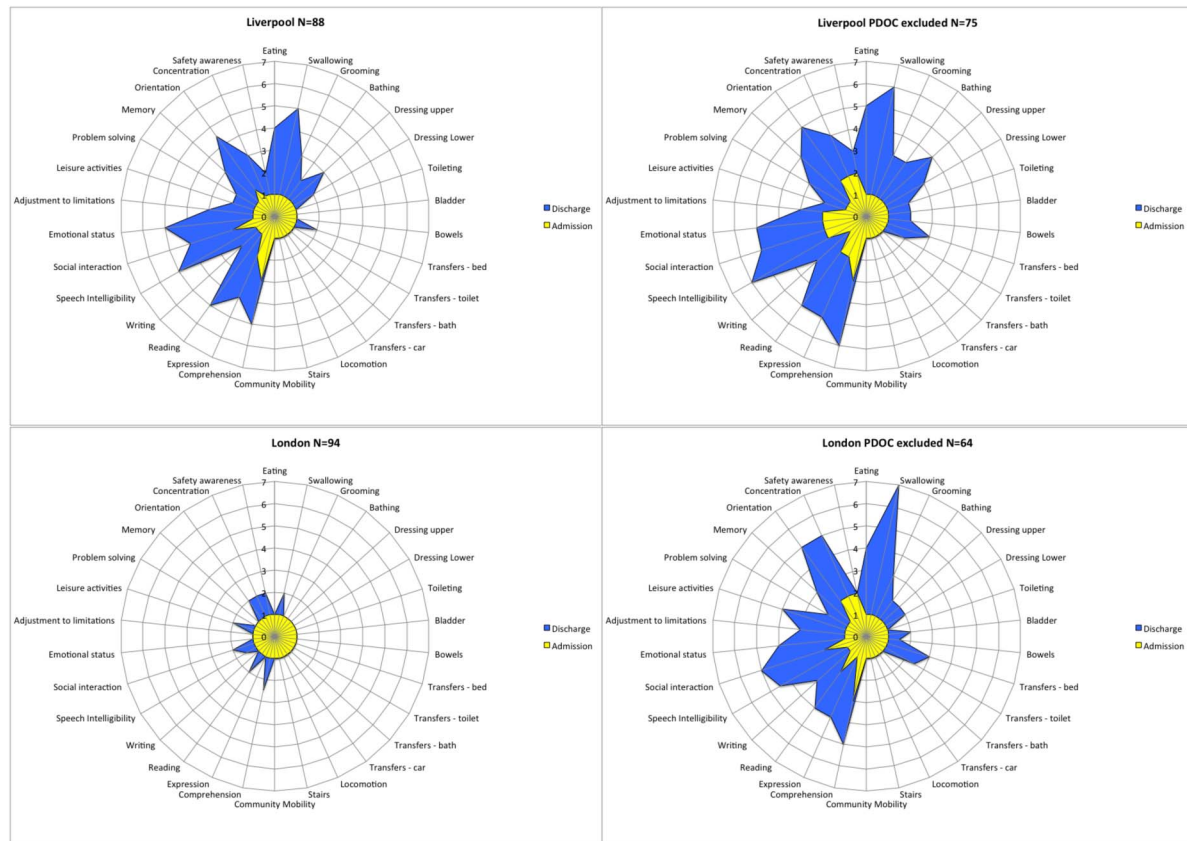 Liverpool N=88
Eating
Swallowing
Grooming
Bathing
Dressing upper
Dressing Lower
Toileting
Bladder
Bowels
Transfers - bed
Transfers - toilet
Transfers - bath
Transfers - car
Locomotion
Stairs
Community Mobility
Comprehension
Expression
Reading
Writing
Speech Intelligibility
Social interaction
Emotional status
Adjustment to limitations
Leisure activities
Problem solving
Memory
Orientation
Concentration
Safety awareness
7
6
5
4
3
2
1
0
Discharge
Admission
Liverpool PDOC excluded N=75
Eating
Swallowing
Grooming
Bathing
Dressing upper
Dressing Lower
Toileting
Bladder
Bowels
Transfers - bed
Transfers - toilet
Transfers - bath
Transfers - car
Locomotion
Stairs
Community Mobility
Comprehension
Expression
Reading
Writing
Speech Intelligibility
Social interaction
Emotional status
Adjustment to limitations
Leisure activities
Problem solving
Memory
Orientation
Concentration
Safety awareness
7
6
5
4
3
2
1
0
Discharge
Admission
London N=94
Eating
Swallowing
Grooming
Bathing
Dressing upper
Dressing Lower
Toileting
Bladder
Bowels
Transfers - bed
Transfers - toilet
Transfers - bath
Transfers - car
Locomotion
Stairs
Community Mobility
Comprehension
Expression
Reading
Writing
Speech Intelligibility
Social interaction
Emotional status
Adjustment to limitations
Leisure activities
Problem solving
Memory
Orientation
Concentration
Safety awareness
7
6
5
4
3
2
1
0
Discharge
Admission
London PDOC excluded N=64
Eating
Swallowing
Grooming
Bathing
Dressing upper
Dressing Lower
Toileting
Bladder
Bowels
Transfers - bed
Transfers - toilet
Transfers - bath
Transfers - car
Locomotion
Stairs
Community Mobility
Comprehension
Expression
Reading
Writing
Speech Intelligibility
Social interaction
Emotional status
Adjustment to limitations
Leisure activities
Problem solving
Memory
Orientation
Concentration
Safety awareness
7
6
5
4
3
2
1
0
Discharge
Admission